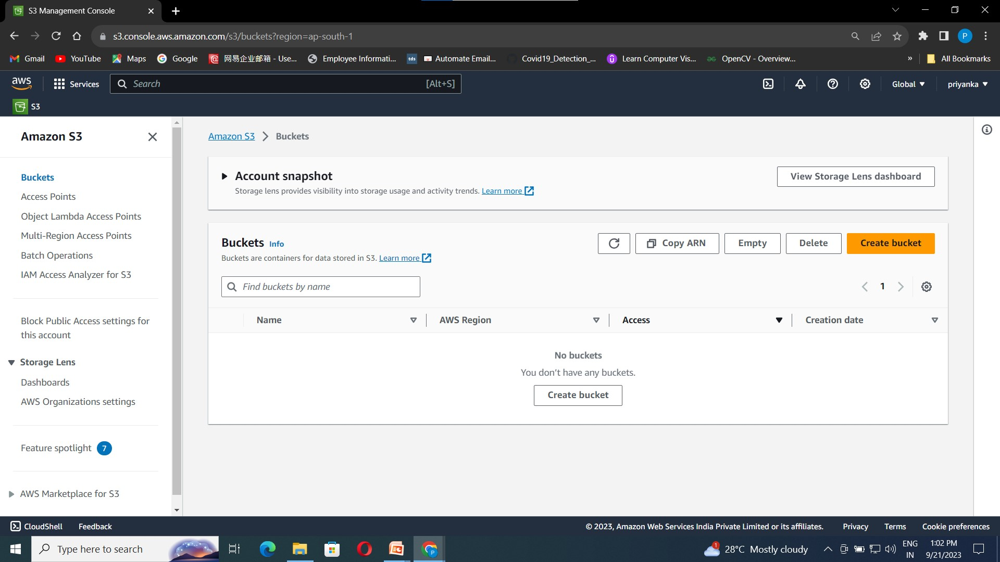 S3 Management Console
s3.console.aws.amazon.com/s3/buckets?region=ap-south-1
P
Gmail
YouTube
Maps
Google
网易企业邮箱 - Use...
Employee Informati...
tds
Automate Email...
Covid19_Detection_...
Learn Computer Vis...
OpenCV - Overview...
»
All Bookmarks
aws
Services
Search
[Alt+S]
Global
priyanka
S3
Amazon S3
Buckets
Access Points
Object Lambda Access Points
Multi-Region Access Points
Batch Operations
IAM Access Analyzer for S3
Block Public Access settings for
this account
Storage Lens
Dashboards
AWS Organizations settings
Feature spotlight 7
AWS Marketplace for S3
Amazon S3 > Buckets
Account snapshot
Storage lens provides visibility into storage usage and activity trends. Learn more
View Storage Lens dashboard
Buckets Info
Buckets are containers for data stored in S3. Learn more
Copy ARN
Empty
Delete
Create bucket
Find buckets by name
1
Name
AWS Region
Access
Creation date
No buckets
You don’t have any buckets.
Create bucket
CloudShell
Feedback
© 2023, Amazon Web Services India Private Limited or its affiliates.
Privacy
Terms
Cookie preferences
Type here to search
P
1
28°C Mostly cloudy
ENG
IN
1:02 PM
9/21/2023